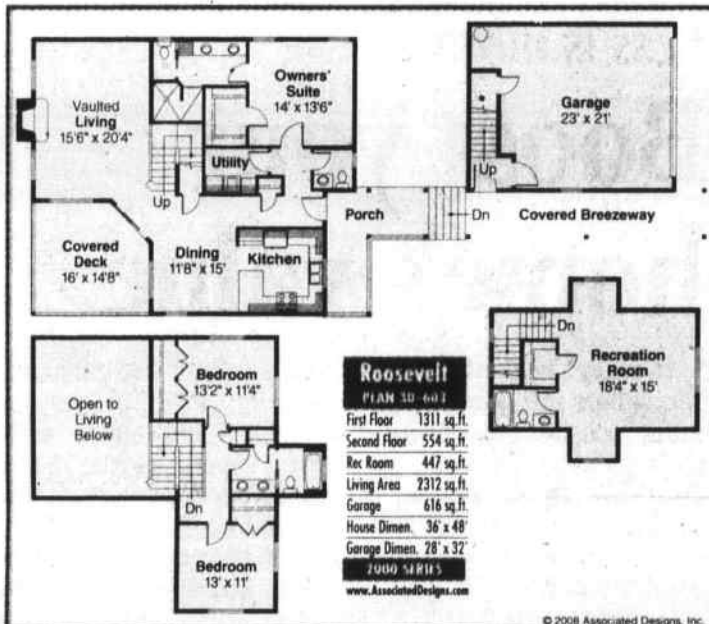 Vaulted
Living
15'6" x 20'4"
Owners'
Suite
14' x 13'6"
Utility
Up
Covered
Deck
16' x 14'8"
Dining
11'8" x 15'
Kitchen
Porch
Dn
Covered Breezeway
Garage
23' x 21'
Up
Open to
Living
Below
Bedroom
13'2" x 11'4"
Dn
Bedroom
13' x 11'
Dn
Recreation
Room
18'4" x 15'
Roosevelt
PLAN 30-603
First Floor 1311 sq.ft.
Second Floor 554 sq.ft.
Rec Room 447 sq.ft.
Living Area 2312 sq.ft.
Garage 616 sq.ft.
House Dimen. 36' x 48'
Garage Dimen. 28' x 32'
2000 SERIES
www.AssociatedDesigns.com
© 2008 Associated Designs, Inc.